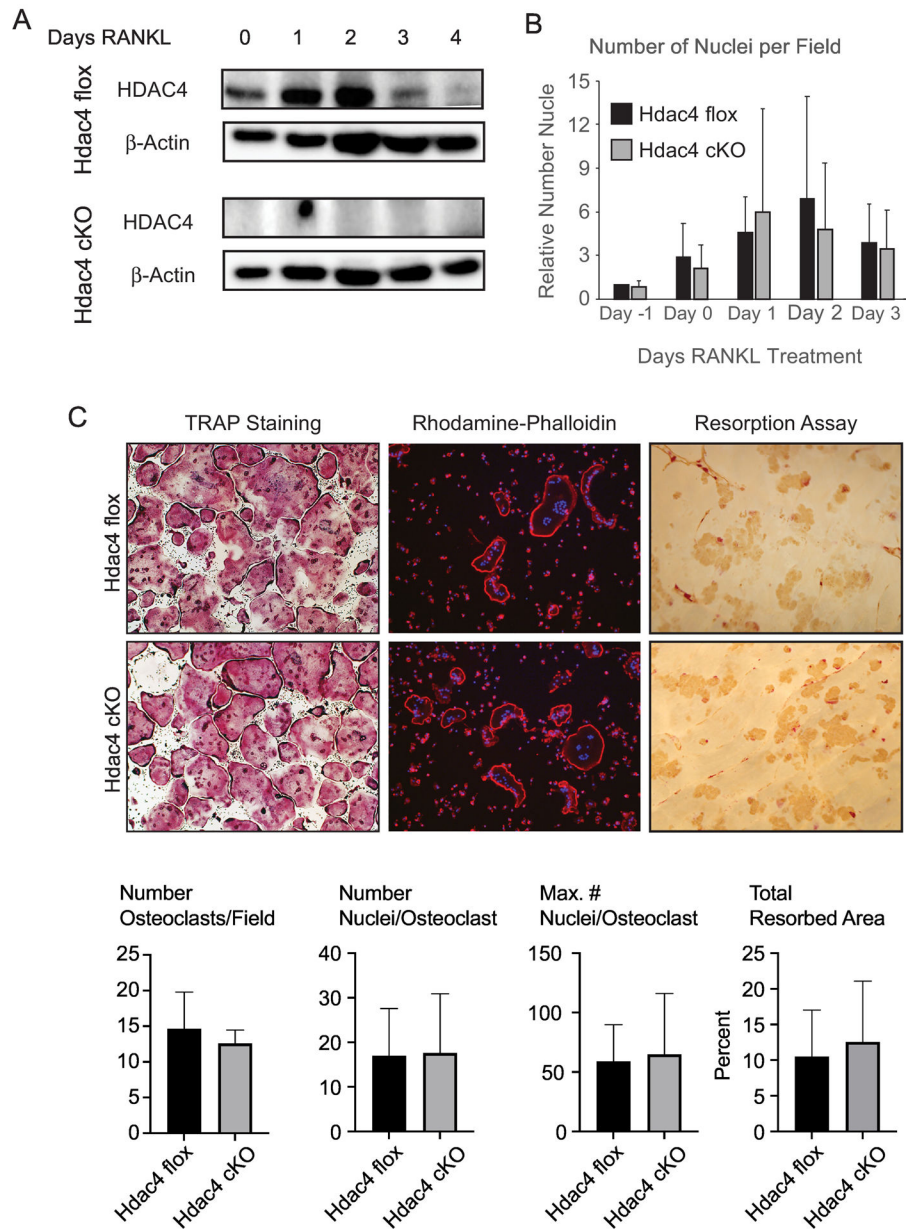 A
Days RANKL 0 1 2 3 4
Hdac4 flox
HDAC4
β-Actin
Hdac4 cKO
HDAC4
β-Actin
B
Number of Nuclei per Field
Relative Number Nucle
15
12
9
6
3
0
Hdac4 flox
Hdac4 cKO
Day -1 Day 0 Day 1 Day 2 Day 3
Days RANKL Treatment
C
TRAP Staining Rhodamine-Phalloidin Resorption Assay
Hdac4 flox
Hdac4 cKO
Number
Osteoclasts/Field
25
20
15
10
5
0
Hdac4 flox
Hdac4 cKO
Number
Nuclei/Osteoclast
40
30
20
10
0
Hdac4 flox
Hdac4 cKO
Max. #
Nuclei/Osteoclast
150
100
50
0
Hdac4 flox
Hdac4 cKO
Total
Resorbed Area
Percent
25
20
15
10
5
0
Hdac4 flox
Hdac4 cKO